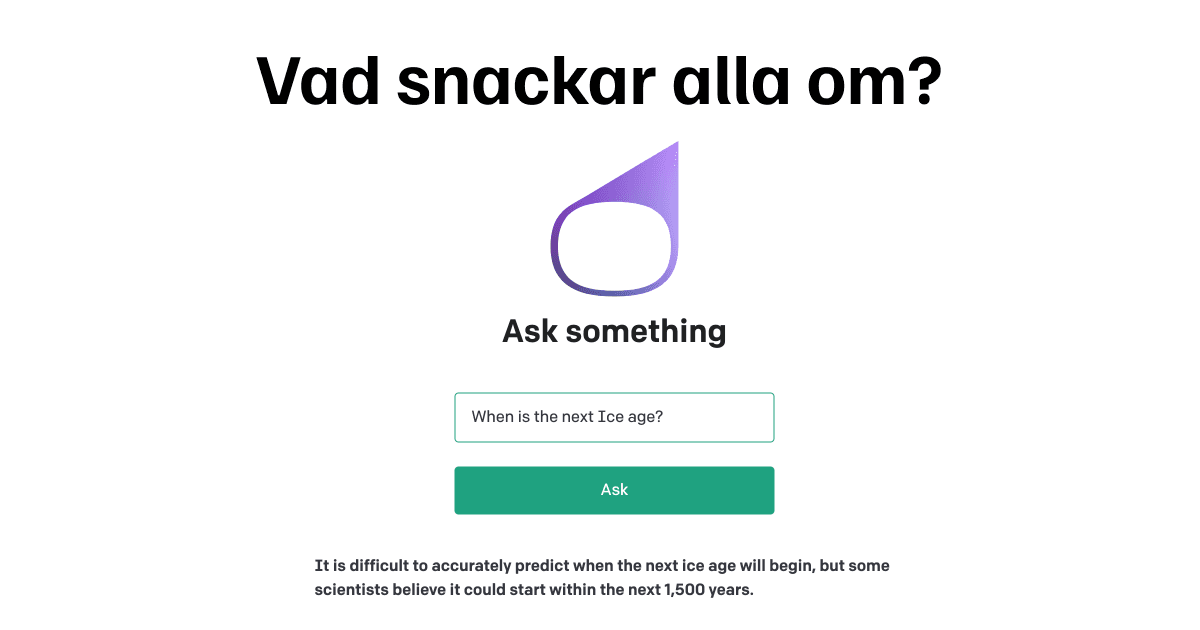 Vad snackar alla om?
Ask something
When is the next Ice age?
Ask
It is difficult to accurately predict when the next ice age will begin, but some
scientists believe it could start within the next 1,500 years.